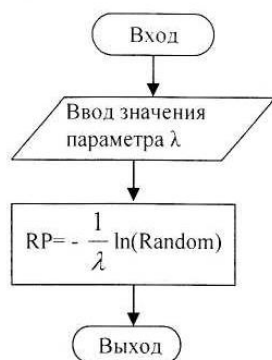 Вход
Ввод значения
параметра λ
RP= - 1/λ ln(Random)
Выход